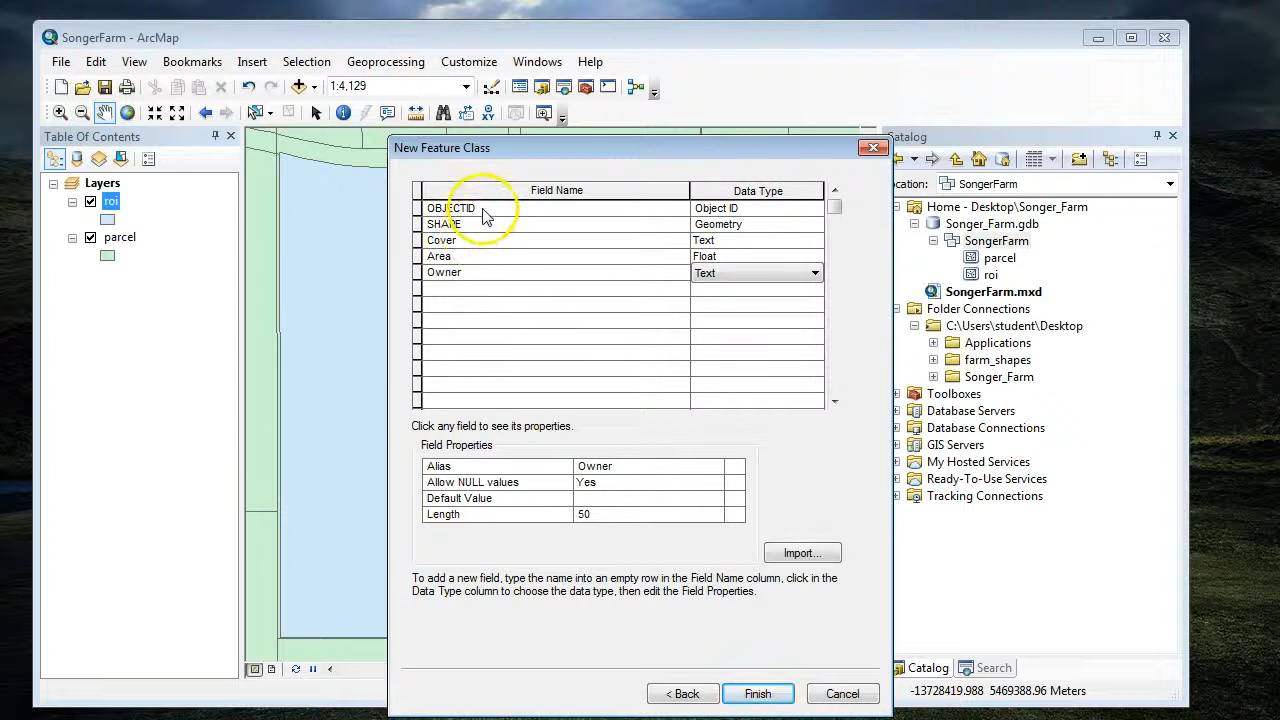 SongerFarm - ArcMap
File Edit View Bookmarks Insert Selection Geoprocessing Customize Windows Help
1:4,129
Table Of Contents
Layers
roi
parcel
New Feature Class
Field Name Data Type
OBJECTID Object ID
SHAPE Geometry
Cover Text
Area Float
Owner Text
Click any field to see its properties.
Field Properties
Alias Owner
Allow NULL values Yes
Default Value
Length 50
Import...
To add a new field, type the name into an empty row in the Field Name column, click in the
Data Type column to choose the data type, then edit the Field Properties.
< Back Finish Cancel
Catalog
ocation: SongerFarm
Home - Desktop\Songer_Farm
Songer_Farm.gdb
SongerFarm
parcel
roi
SongerFarm.mxd
Folder Connections
C:\Users\student\Desktop
Applications
farm_shapes
Songer_Farm
Toolboxes
Database Servers
Database Connections
GIS Servers
My Hosted Services
Ready-To-Use Services
Tracking Connections
Catalog Search
-13728419.988 5469388.96 Meters